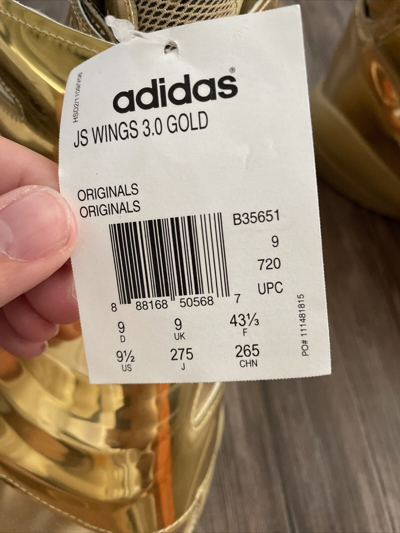 adidas
JS WINGS 3.0 GOLD
ORIGINALS
ORIGINALS
B35651
9
720
UPC
8 88168 50568 7
9 9 43⅓
D UK F
9½ 275 265
US J CHN
PO# 111481815